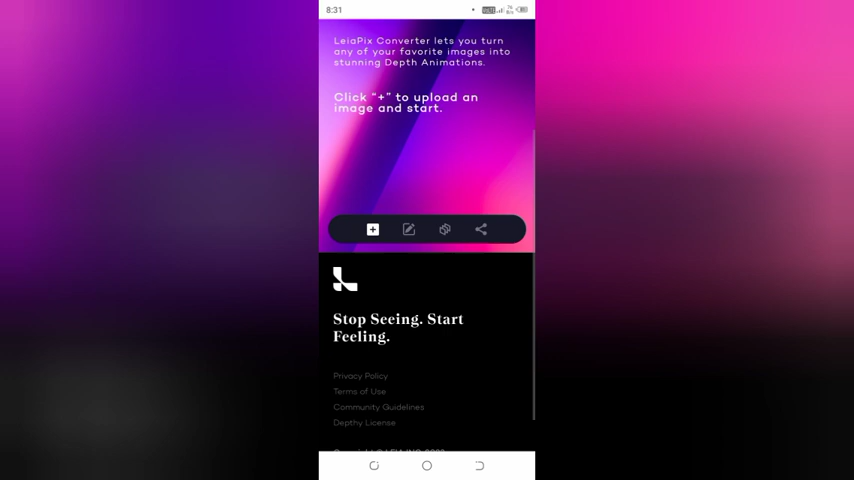 8:31
LeiaPix Converter lets you turn
any of your favorite images into
stunning Depth Animations.
Click "+" to upload an
image and start.
Stop Seeing. Start
Feeling.
Privacy Policy
Terms of Use
Community Guidelines
Depthy License